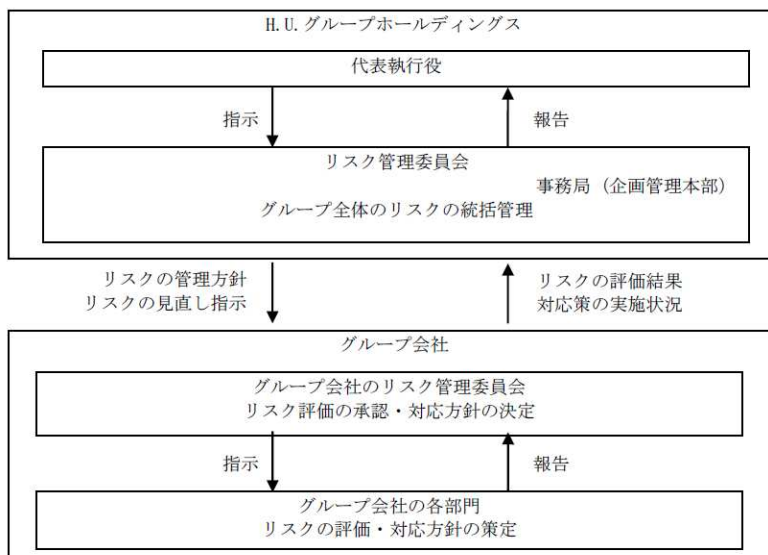 H.U.グループホールディングス
代表執行役
指示
報告
リスク管理委員会
事務局（企画管理本部）
グループ全体のリスクの統括管理
リスクの管理方針
リスクの見直し指示
リスクの評価結果
対応策の実施状況
グループ会社
グループ会社のリスク管理委員会
リスク評価の承認・対応方針の決定
指示
報告
グループ会社の各部門
リスクの評価・対応方針の策定